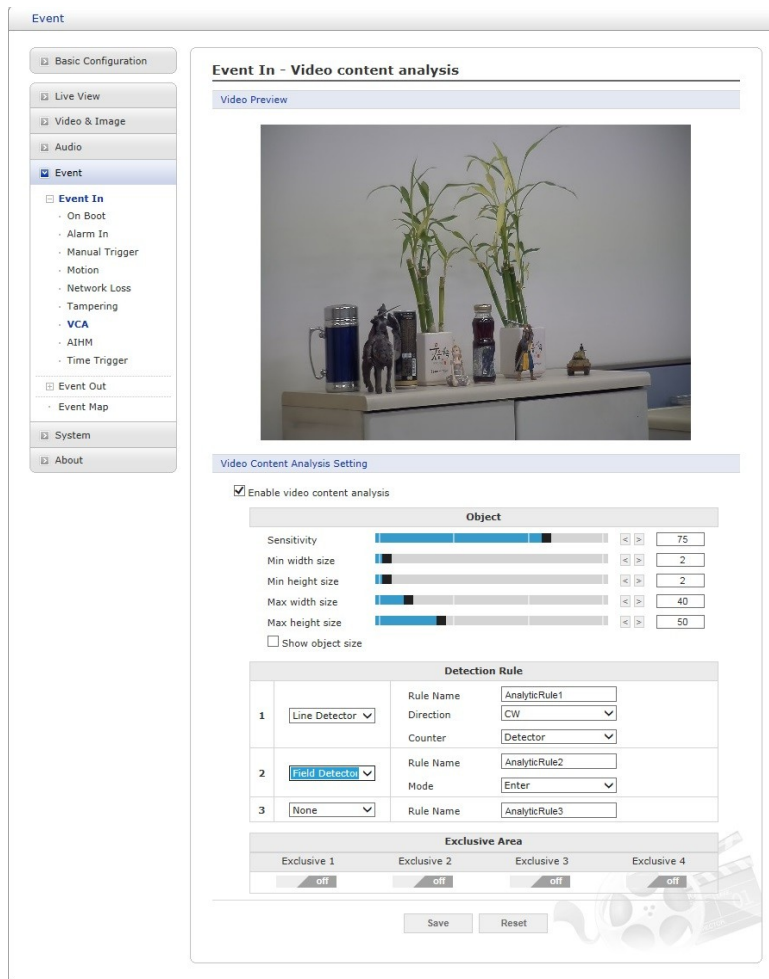 Event
Basic Configuration
Live View
Video & Image
Audio
Event
Event In
On Boot
Alarm In
Manual Trigger
Motion
Network Loss
Tampering
VCA
AIHM
Time Trigger
Event Out
Event Map
System
About
Event In - Video content analysis
Video Preview
Video Content Analysis Setting
Enable video content analysis
Object
Sensitivity < > 75
Min width size < > 2
Min height size < > 2
Max width size < > 40
Max height size < > 50
Show object size
Detection Rule
1 Line Detector Rule Name AnalyticRule1
Direction CW
Counter Detector
2 Field Detector Rule Name AnalyticRule2
Mode Enter
3 None Rule Name AnalyticRule3
Exclusive Area
Exclusive 1 Exclusive 2 Exclusive 3 Exclusive 4
off off off off
Save Reset